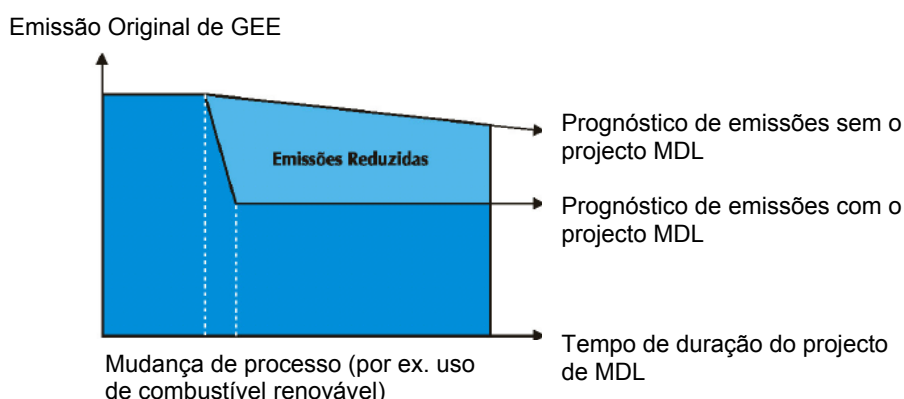 Emissão Original de GEE
Prognóstico de emissões sem o
projecto MDL
Emissões Reduzidas
Prognóstico de emissões com o
projecto MDL
Tempo de duração do projecto
de MDL
Mudança de processo (por ex. uso
de combustível renovável)